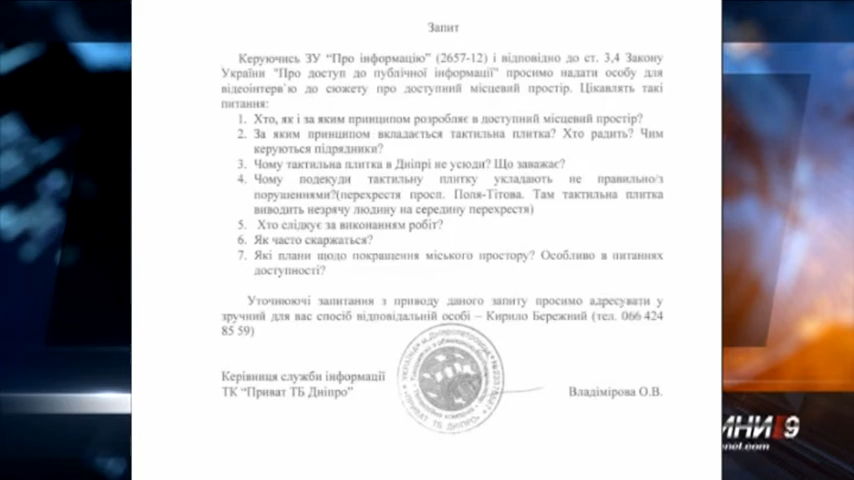 Запит
Керуючись ЗУ “Про інформацію” (2657-12) і відповідно до ст. 3,4 Закону
України "Про доступ до публічної інформації" просимо надати особу для
відеоінтерв`ю до сюжету про доступний місцевий простір. Цікавлять такі
питання:
1. Хто, як і за яким принципом розробляє в доступний місцевий простір?
2. За яким принципом вкладається тактильна плитка? Хто радить? Чим
керуються підрядники?
3. Чому тактильна плитка в Дніпрі не усюди? Що заважає?
4. Чому подекуди тактильну плитку укладають не правильно/з
порушеннями?(перехрестя просп. Поля-Тітова. Там тактильна плитка
виводить незрячу людину на середину перехрестя)
5. Хто слідкує за виконанням робіт?
6. Як часто скаржаться?
7. Які плани щодо покращення міського простору? Особливо в питаннях
доступності?
Уточнюючі запитання з приводу даного запиту просимо адресувати у
зручний для вас спосіб відповідальній особі – Кирило Бережний (тел. 066 424
85 59)
Керівниця служби інформації
ТК “Приват ТБ Дніпро”
Владімірова О.В.
ПРИВАТ ТБ ДНІПРО
ИНИ 9
nel.com